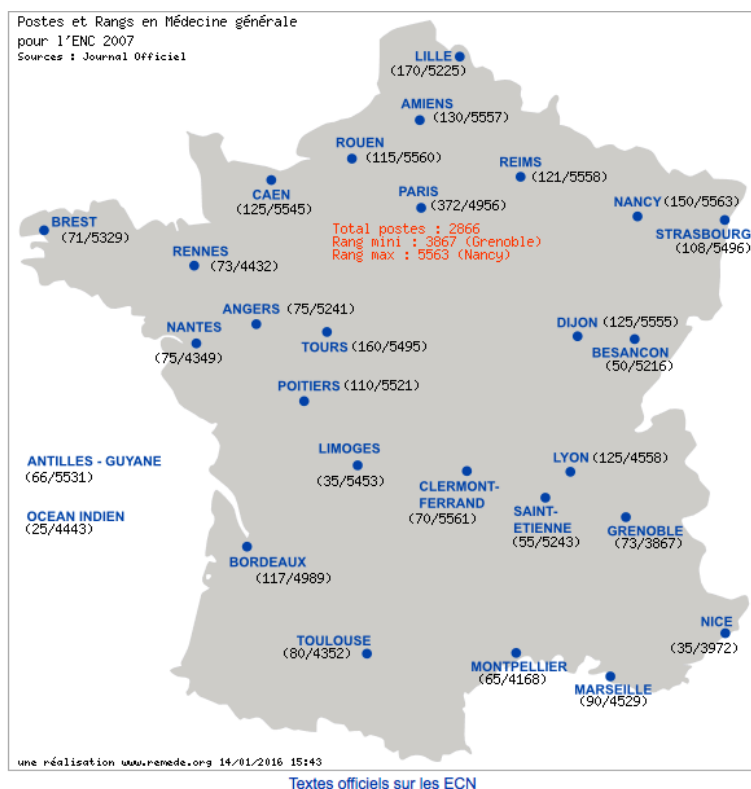 Postes et Rangs en Médecine générale
pour l'ENC 2007
Sources : Journal Officiel
LILLE
(170/5225)
AMIENS
(130/5557)
ROUEN
(115/5560)
REIMS
(121/5558)
CAEN
(125/5545)
PARIS
(372/4956)
NANCY (150/5563)
STRASBOURG
(108/5496)
BREST
(71/5329)
Total postes : 2866
Rang mini : 3867 (Grenoble)
Rang max : 5563 (Nancy)
RENNES
(73/4432)
ANGERS (75/5241)
NANTES
(75/4349)
TOURS (160/5495)
DIJON (125/5555)
BESANCON
(50/5216)
POITIERS (110/5521)
ANTILLES - GUYANE
(66/5531)
LIMOGES
(35/5453)
LYON (125/4558)
CLERMONT-
FERRAND
(70/5561)
SAINT-
ETIENNE
(55/5243)
OCEAN INDIEN
(25/4443)
GRENOBLE
(73/3867)
BORDEAUX
(117/4989)
NICE
(35/3972)
TOULOUSE
(80/4352)
MONTPELLIER
(65/4168)
MARSEILLE
(90/4529)
une réalisation www.remede.org 14/01/2016 15:43
Textes officiels sur les ECN